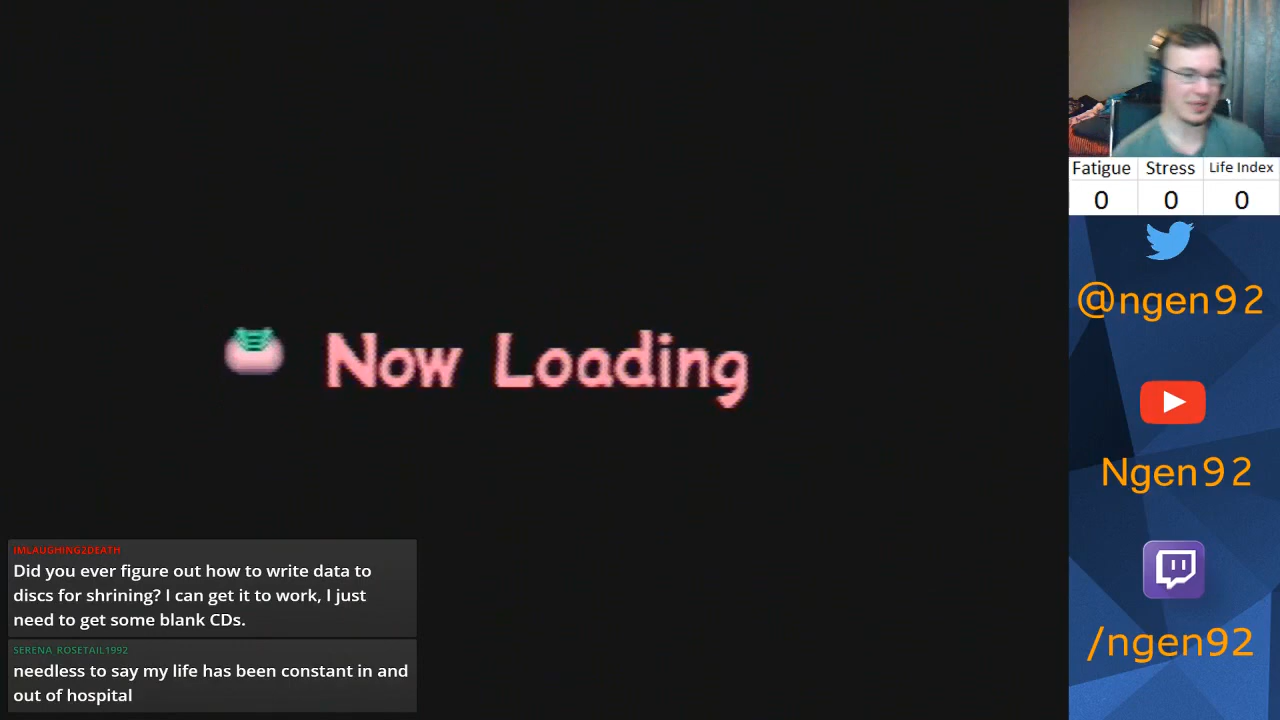 Now Loading
Fatigue Stress Life Index
0 0 0
@ngen92
Ngen92
/ngen92
IMLAUGHING2DEATH
Did you ever figure out how to write data to
discs for shrining? I can get it to work, I just
need to get some blank CDs.
SERENA_ROSETAIL1992
needless to say my life has been constant in and
out of hospital